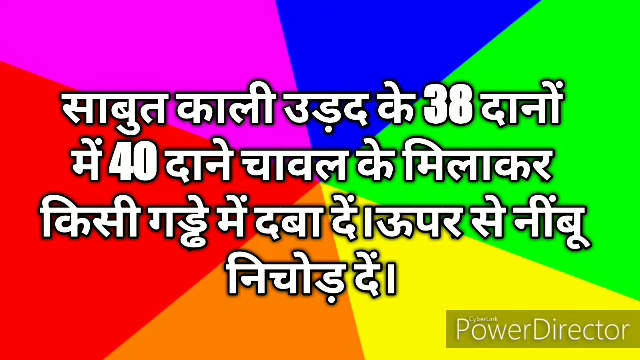 साबुत काली उड़द के 38 दानों
में 40 दाने चावल के मिलाकर
किसी गड्ढे में दबा दें।ऊपर से नींबू
निचोड़ दें।
CyberLink
PowerDirector